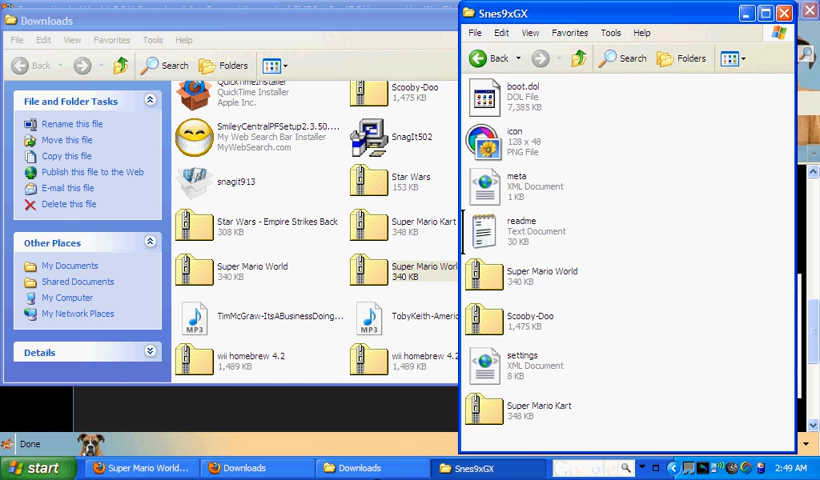 Downloads
File Edit View Favorites Tools Help
Back Search Folders
File and Folder Tasks
Rename this file
Move this file
Copy this file
Publish this file to the Web
E-mail this file
Delete this file
Other Places
My Documents
Shared Documents
My Computer
My Network Places
Details
QuickTimeInstaller
QuickTime Installer
Apple Inc.
Scooby-Doo
1,475 KB
SmileyCentralPFSetup2.3.50....
My Web Search Bar Installer
MyWebSearch.com
SnagIt502
snagit913
Star Wars
153 KB
Star Wars - Empire Strikes Back
308 KB
Super Mario Kart
348 KB
Super Mario World
340 KB
Super Mario Worl
340 KB
TimMcGraw-ItsABusinessDoing...
MP3
TobyKeith-Americ
MP3
wii homebrew 4.2
1,489 KB
wii homebrew 4.2
1,489 KB
Snes9xGX
File Edit View Favorites Tools Help
Back Search Folders
boot.dol
DOL File
7,385 KB
icon
128 x 48
PNG File
meta
XML Document
1 KB
readme
Text Document
30 KB
Super Mario World
340 KB
Scooby-Doo
1,475 KB
settings
XML Document
8 KB
Super Mario Kart
348 KB
Done
start
Super Mario World...
Downloads
Downloads
Snes9xGX
Google
2:49 AM